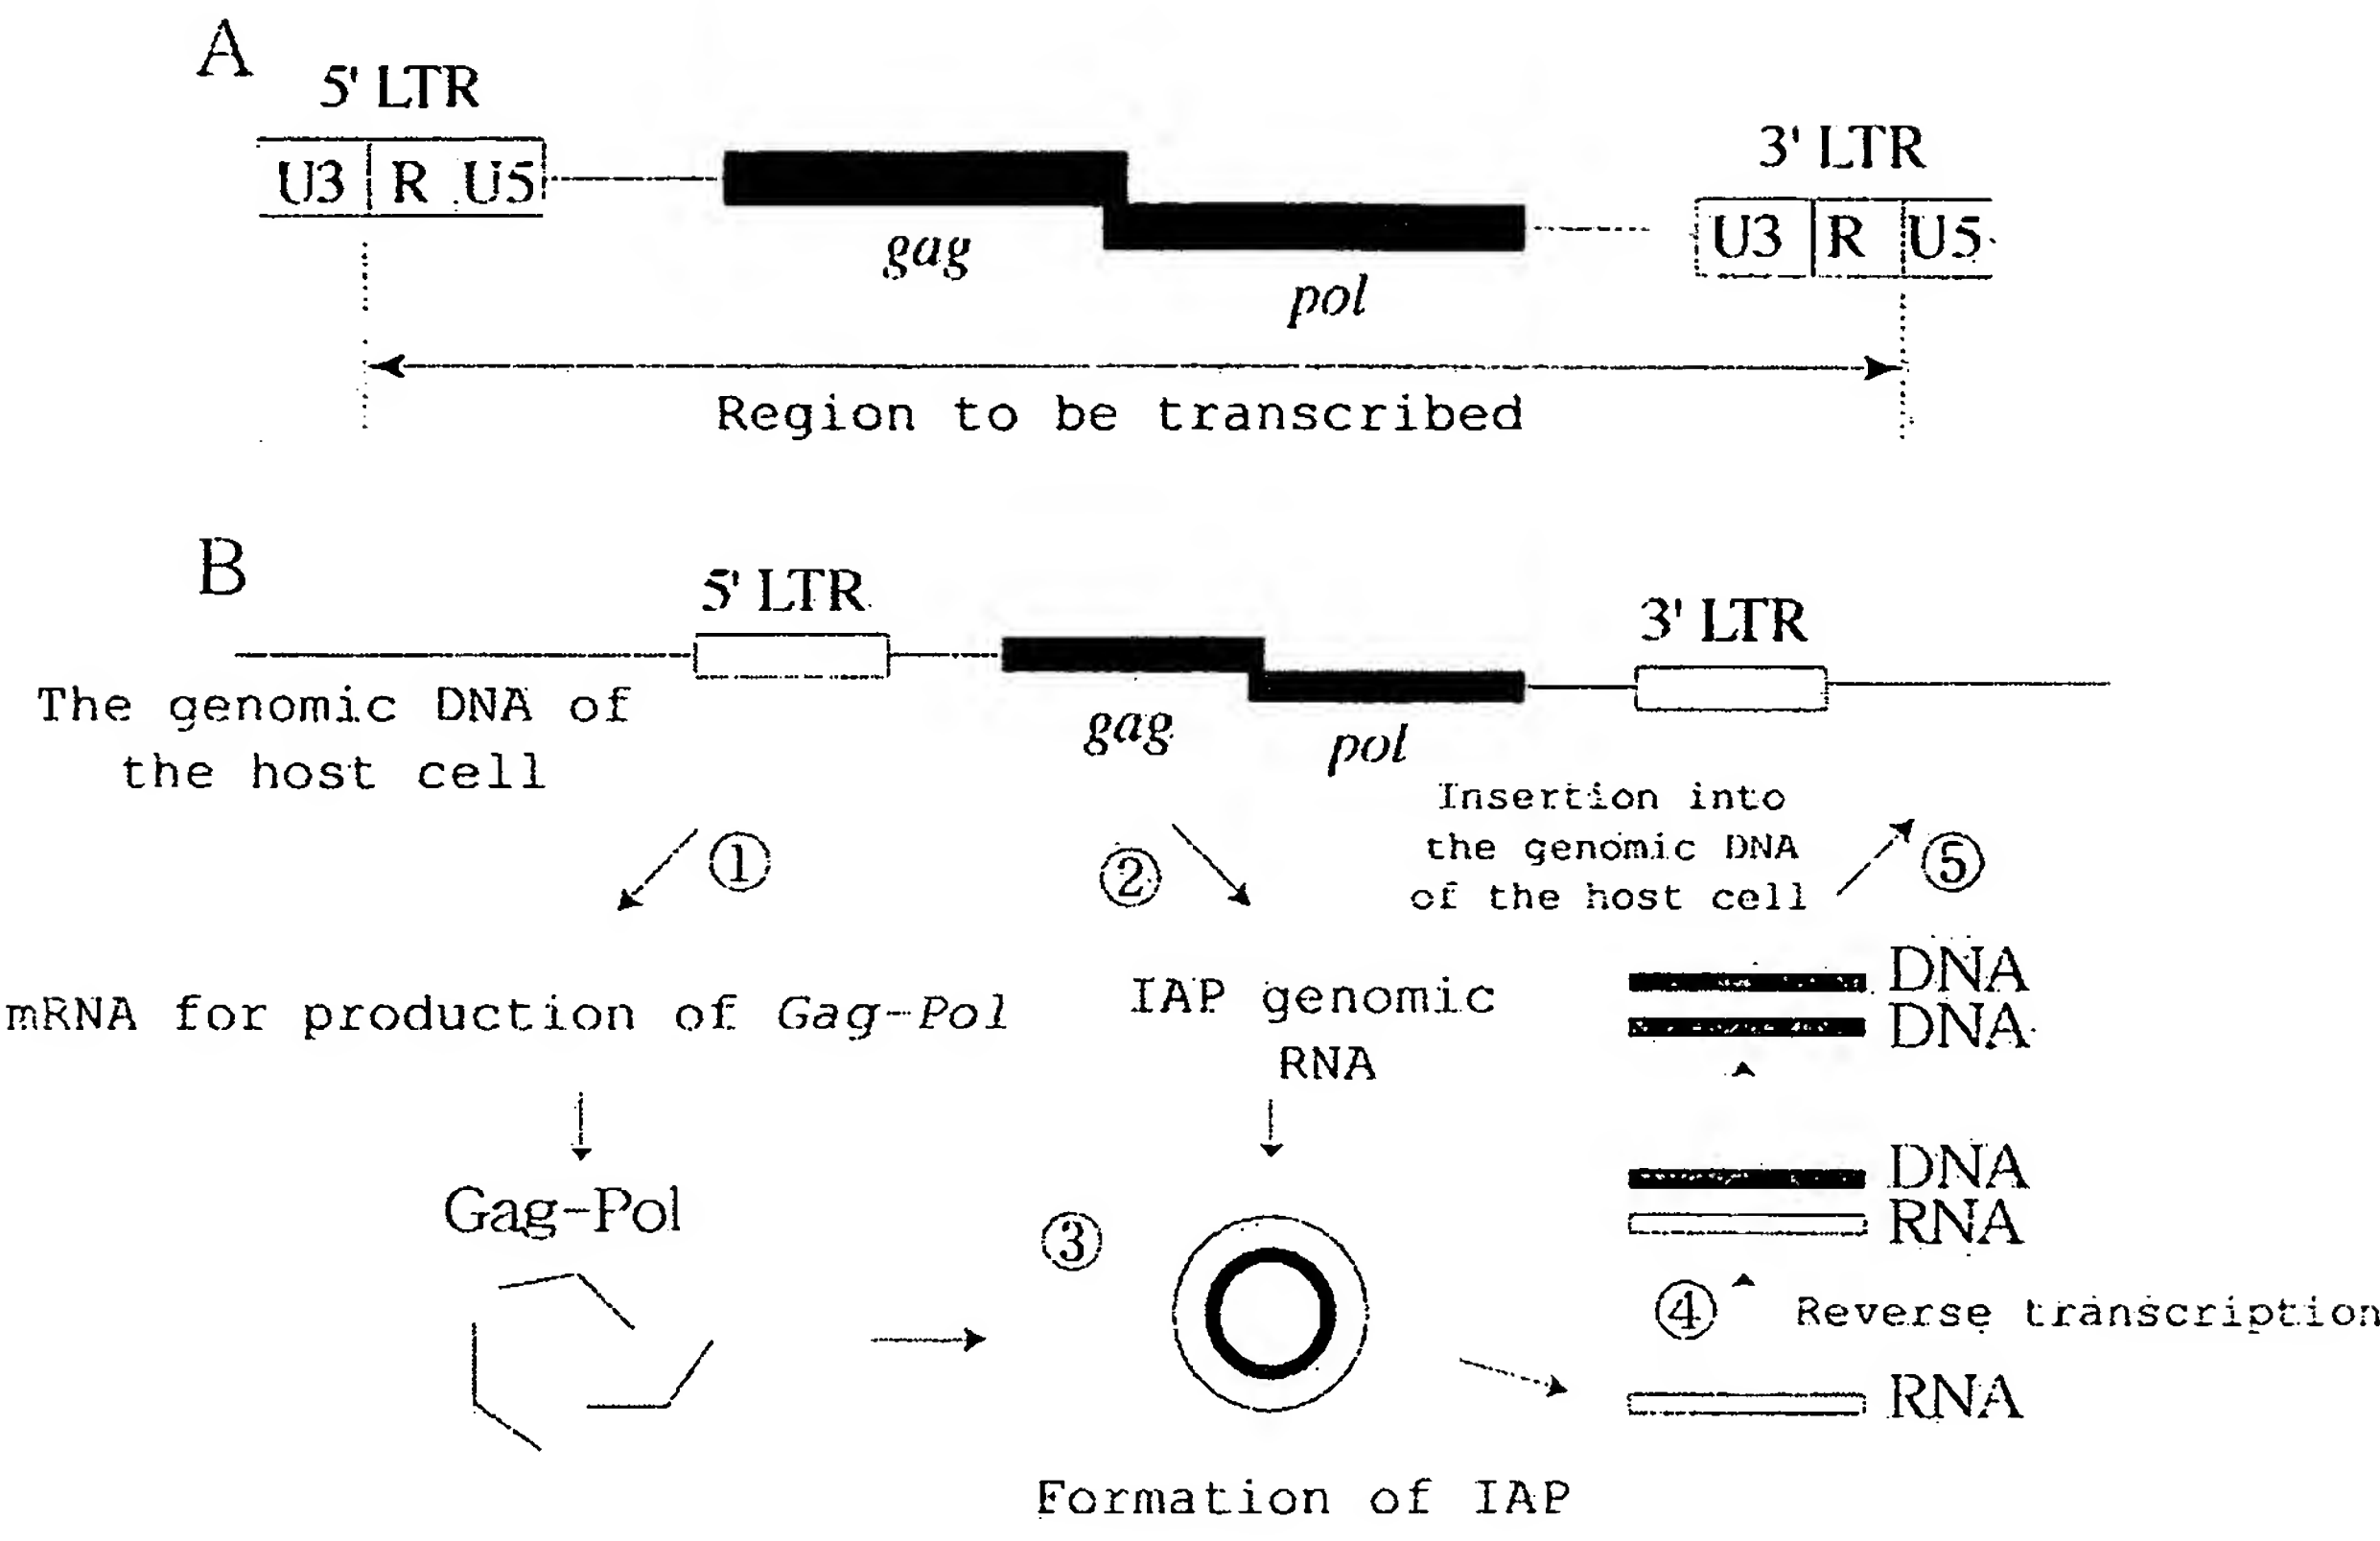 A
5' LTR
U3 R U5
gag
pol
3' LTR
U3 R U5
Region to be transcribed
B
5' LTR
3' LTR
The genomic DNA of
the host cell
gag
pol
Insertion into
the genomic DNA
of the host cell
①
②
⑤
mRNA for production of Gag-Pol
IAP genomic
RNA
DNA
DNA
Gag-Pol
DNA
RNA
③
④ Reverse transcription
RNA
Formation of IAP